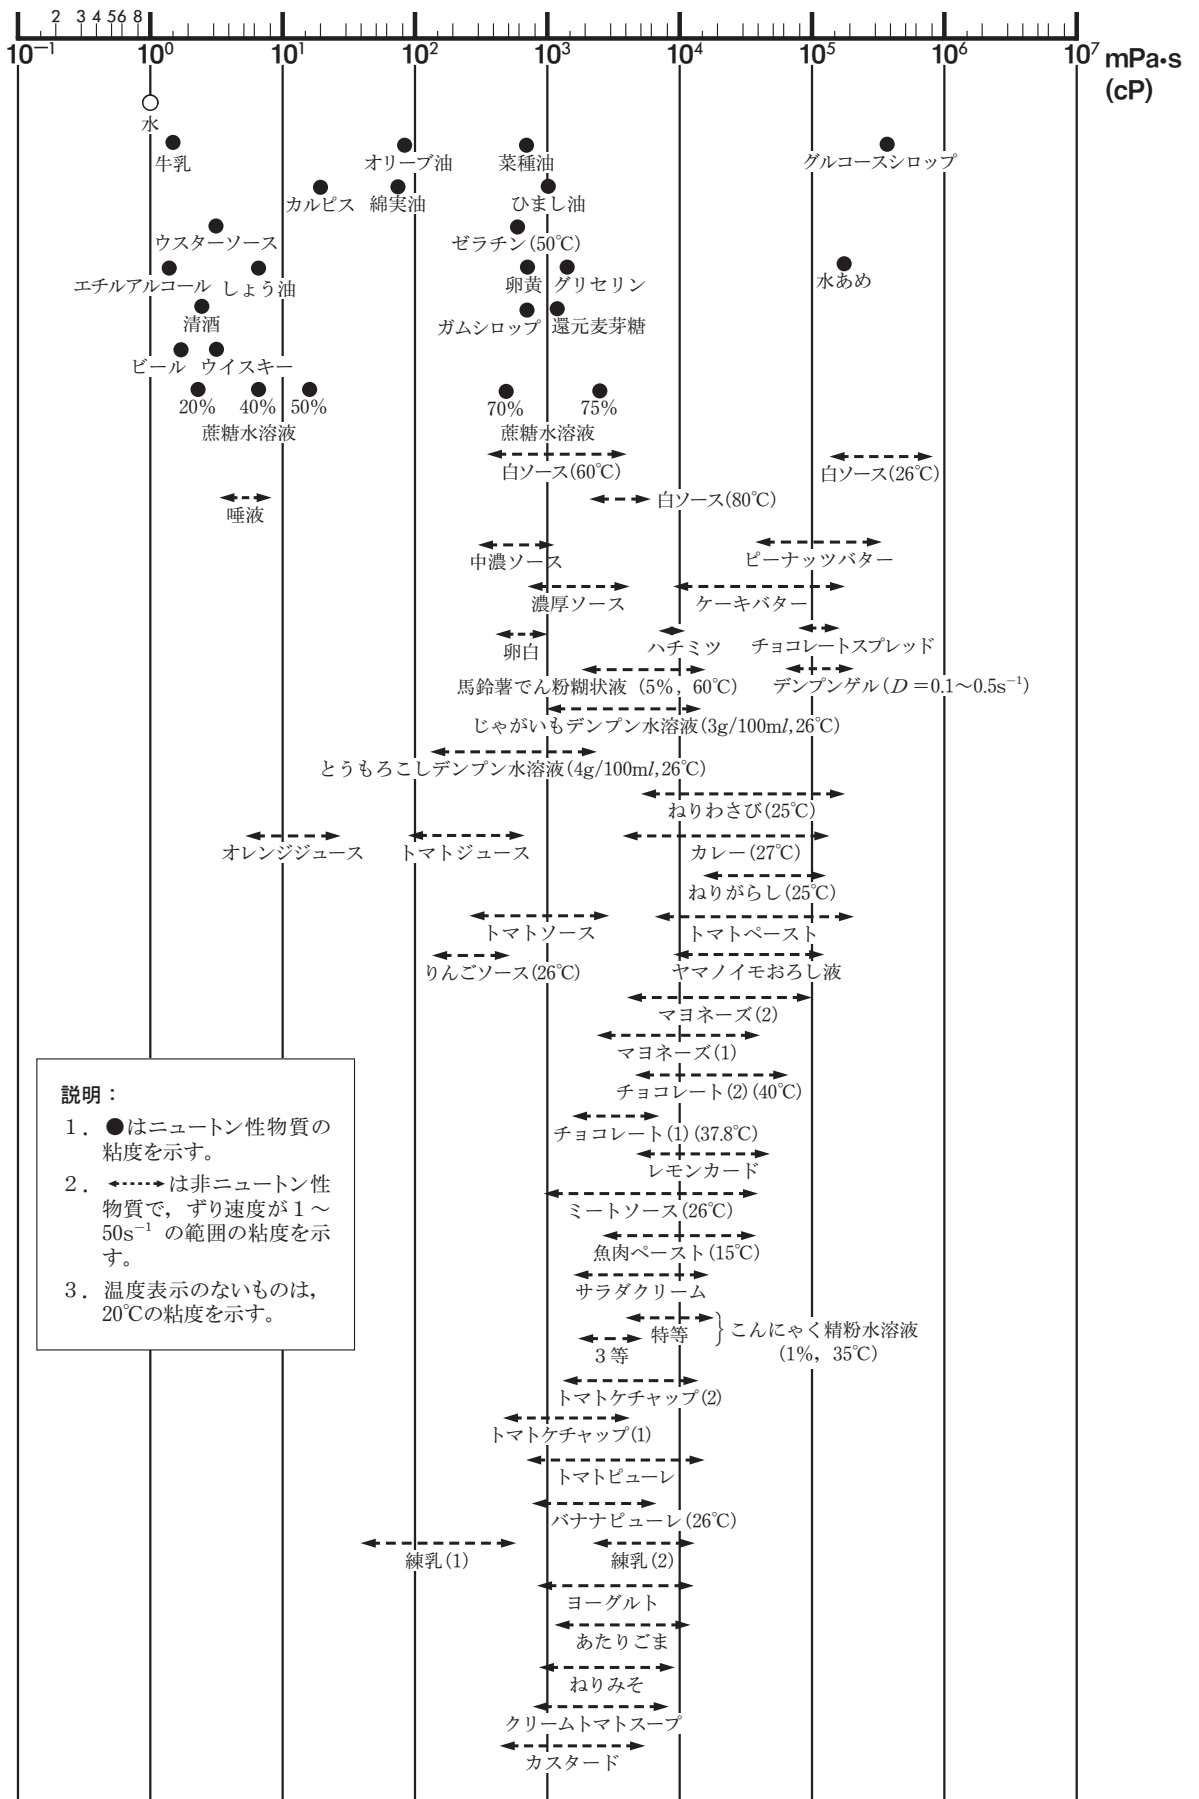 2 3 4 5 6 8
10⁻¹ 10⁰ 10¹ 10² 10³ 10⁴ 10⁵ 10⁶ 10⁷ mPa•s
(cP)
水
牛乳 オリーブ油 菜種油 グルコースシロップ
カルピス 綿実油 ひまし油
ウスターソース ゼラチン(50℃)
エチルアルコール しょう油 卵黄 グリセリン 水あめ
清酒 ガムシロップ 還元麦芽糖
ビール ウイスキー
20% 40% 50% 70% 75%
蔗糖水溶液 蔗糖水溶液
白ソース(60℃) 白ソース(26℃)
白ソース(80℃)
唾液
中濃ソース ピーナッツバター
濃厚ソース ケーキバター
卵白 ハチミツ チョコレートスプレッド
馬鈴薯でん粉糊状液(5%, 60℃) デンプンゲル(D=0.1〜0.5s⁻¹)
じゃがいもデンプン水溶液(3g/100ml,26℃)
とうもろこしデンプン水溶液(4g/100ml,26℃)
ねりわさび(25℃)
オレンジジュース トマトジュース カレー(27℃)
ねりがらし(25℃)
トマトソース トマトペースト
りんごソース(26℃) ヤマノイモおろし液
マヨネーズ(2)
マヨネーズ(1)
チョコレート(2)(40℃)
チョコレート(1)(37.8℃)
レモンカード
ミートソース(26℃)
魚肉ペースト(15℃)
サラダクリーム
特等 こんにゃく精粉水溶液
3等 (1%, 35℃)
トマトケチャップ(2)
トマトケチャップ(1)
トマトピューレ
バナナピューレ(26℃)
練乳(1) 練乳(2)
ヨーグルト
あたりごま
ねりみそ
クリームトマトスープ
カスタード
説明：
1. ●はニュートン性物質の
粘度を示す。
2. は非ニュートン性
物質で，ずり速度が1〜
50s⁻¹ の範囲の粘度を示
す。
3. 温度表示のないものは，
20℃の粘度を示す。